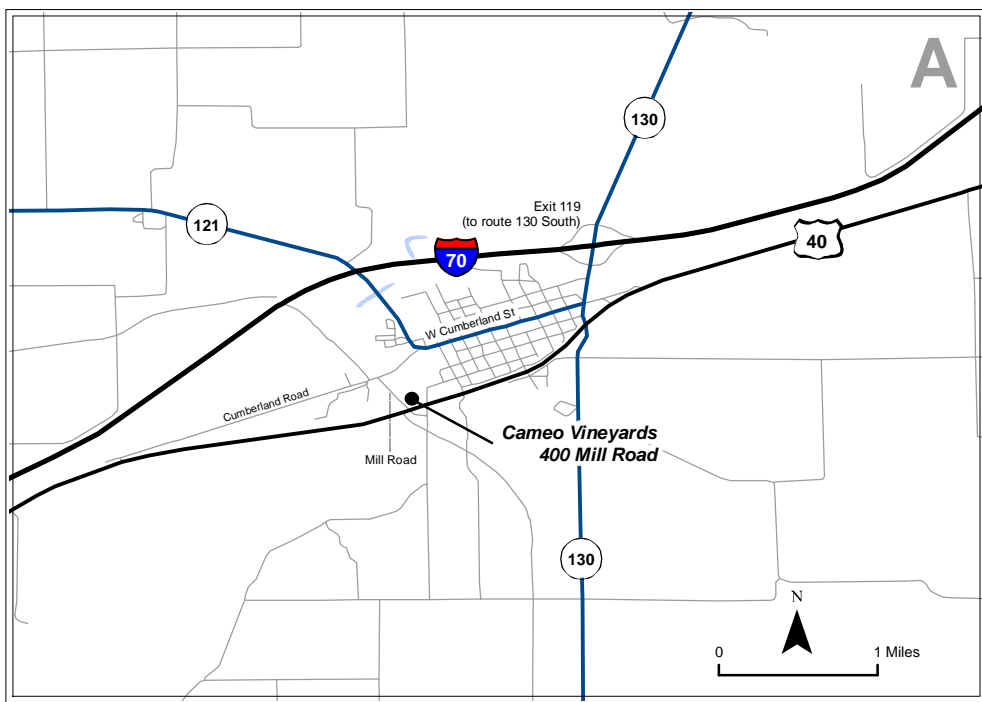 A
130
Exit 119
(to route 130 South)
121
40
70
W Cumberland St
Cumberland Road
Cameo Vineyards
400 Mill Road
Mill Road
130
N
0
1 Miles